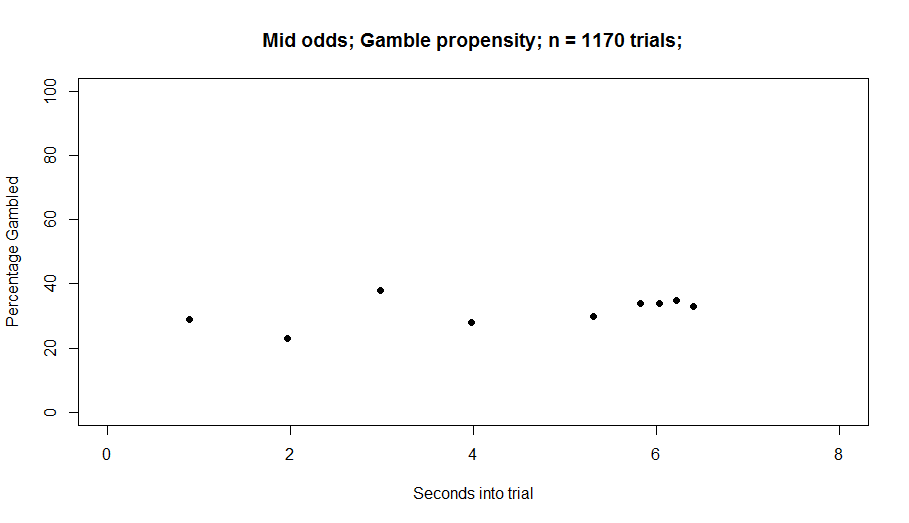 Mid odds; Gamble propensity; n = 1170 trials;
Percentage Gambled
100
80
60
40
20
0
0 2 4 6 8
Seconds into trial